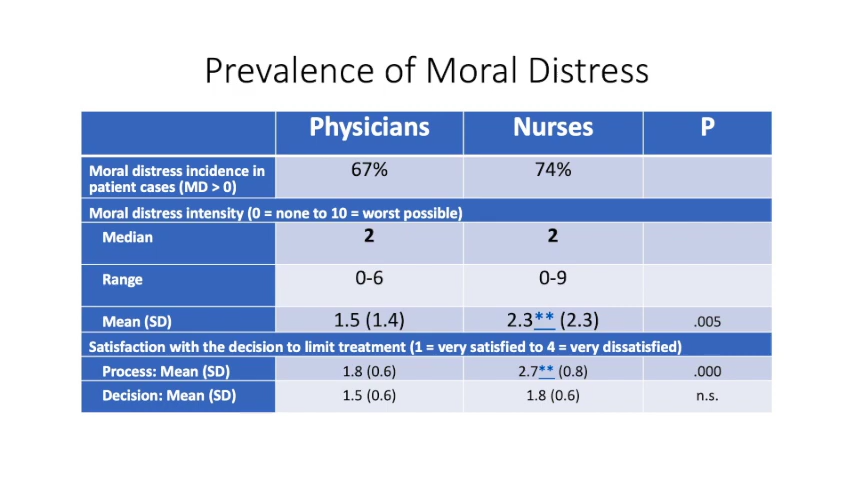 Prevalence of Moral Distress
Physicians Nurses P
Moral distress incidence in 67% 74%
patient cases (MD > 0)
Moral distress intensity (0 = none to 10 = worst possible)
Median 2 2
Range 0-6 0-9
Mean (SD) 1.5 (1.4) 2.3** (2.3) .005
Satisfaction with the decision to limit treatment (1 = very satisfied to 4 = very dissatisfied)
Process: Mean (SD) 1.8 (0.6) 2.7** (0.8) .000
Decision: Mean (SD) 1.5 (0.6) 1.8 (0.6) n.s.